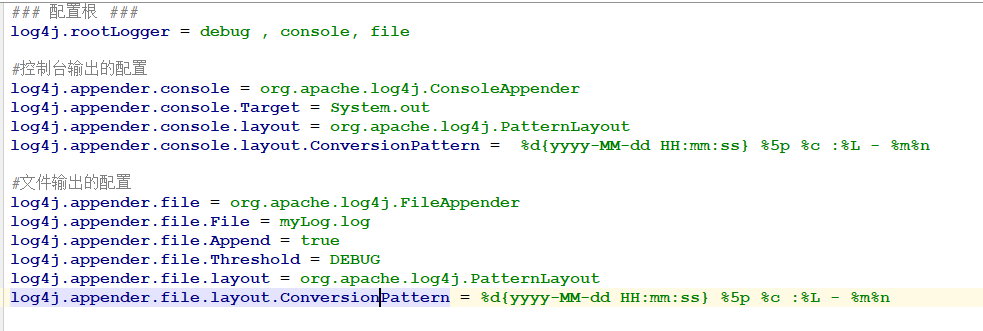 ### 配置根 ###
log4j.rootLogger = debug , console, file
#控制台输出的配置
log4j.appender.console = org.apache.log4j.ConsoleAppender
log4j.appender.console.Target = System.out
log4j.appender.console.layout = org.apache.log4j.PatternLayout
log4j.appender.console.layout.ConversionPattern =  %d{yyyy-MM-dd HH:mm:ss} %5p %c :%L - %m%n
#文件输出的配置
log4j.appender.file = org.apache.log4j.FileAppender
log4j.appender.file.File = myLog.log
log4j.appender.file.Append = true
log4j.appender.file.Threshold = DEBUG
log4j.appender.file.layout = org.apache.log4j.PatternLayout
log4j.appender.file.layout.ConversionPattern = %d{yyyy-MM-dd HH:mm:ss} %5p %c :%L - %m%n